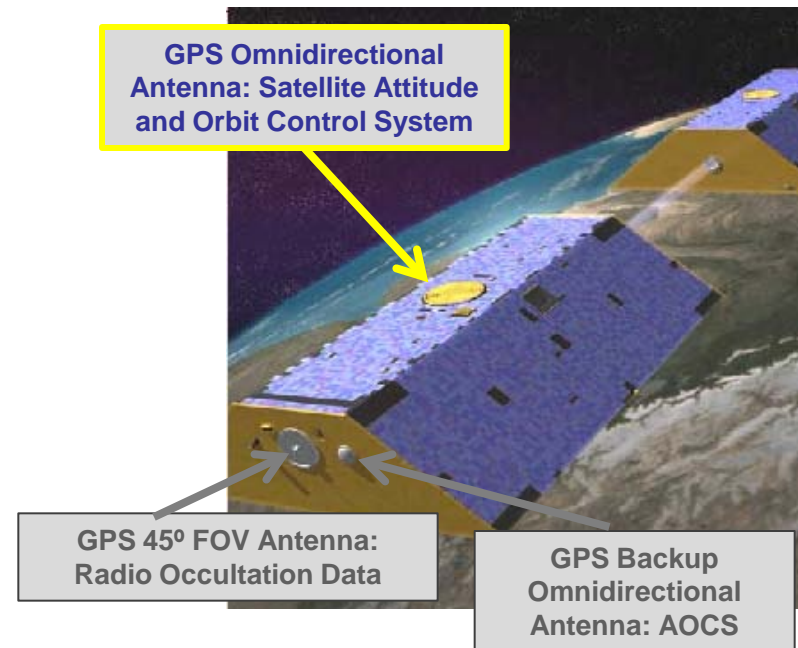 GPS Omnidirectional
Antenna: Satellite Attitude
and Orbit Control System
GPS 45º FOV Antenna:
Radio Occultation Data
GPS Backup
Omnidirectional
Antenna: AOCS